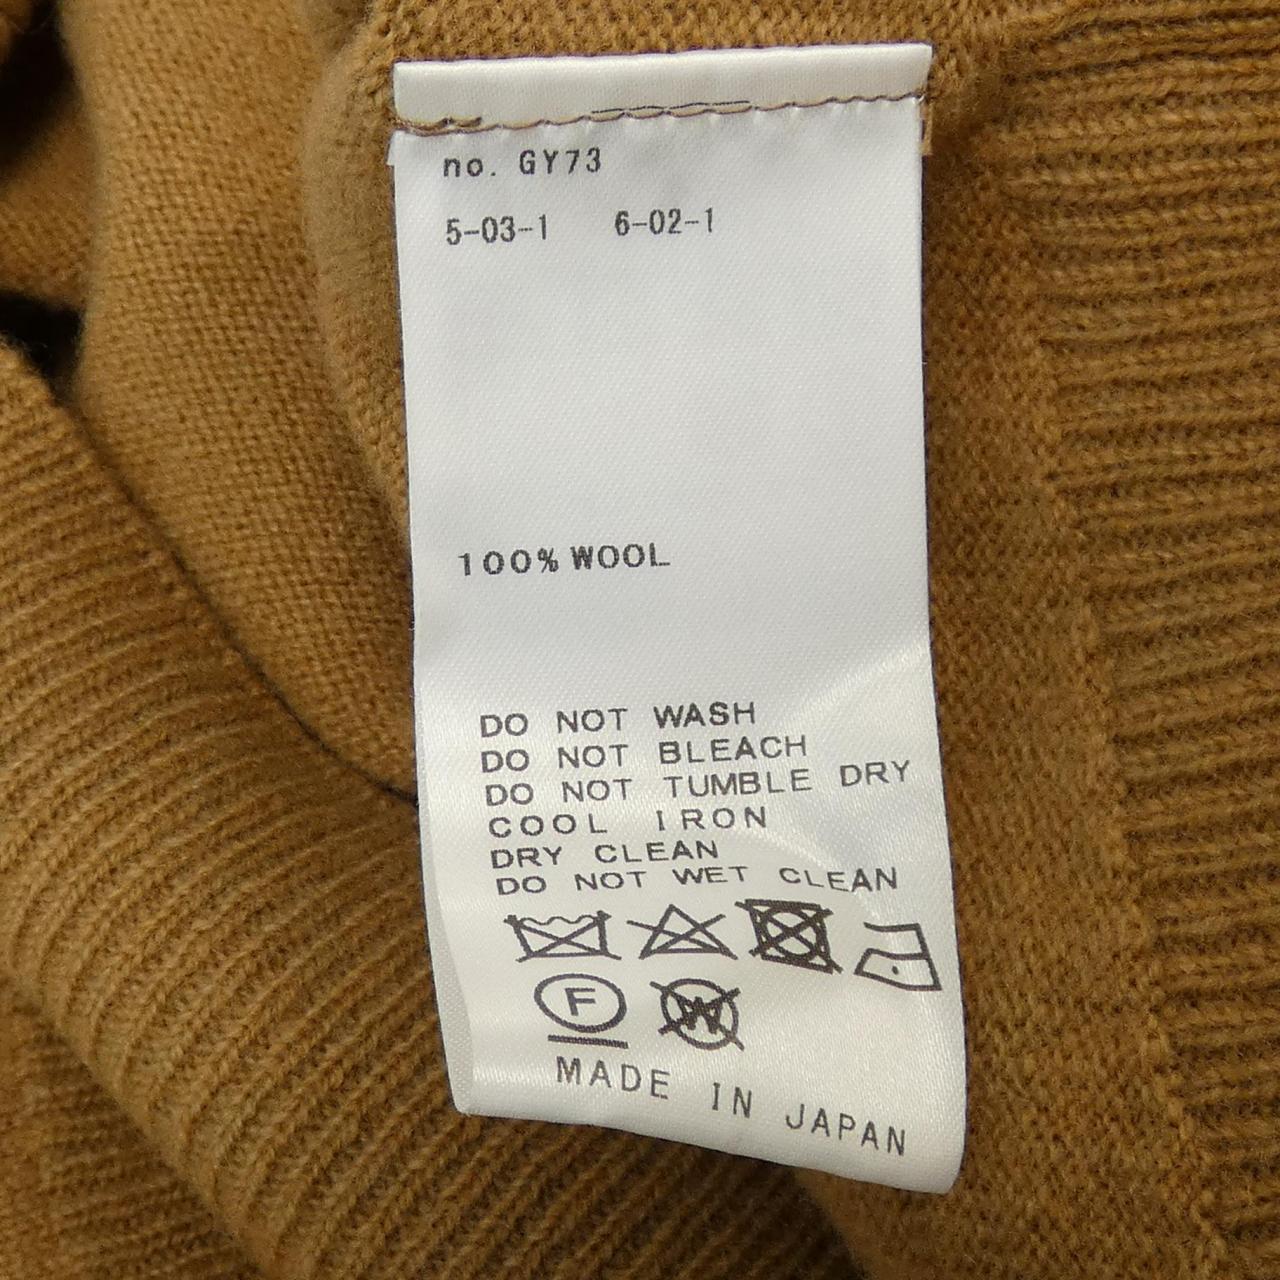 no. GY73
5-03-1 6-02-1
100% WOOL
DO NOT WASH
DO NOT BLEACH
DO NOT TUMBLE DRY
COOL IRON
DRY CLEAN
DO NOT WET CLEAN
F W
MADE IN JAPAN